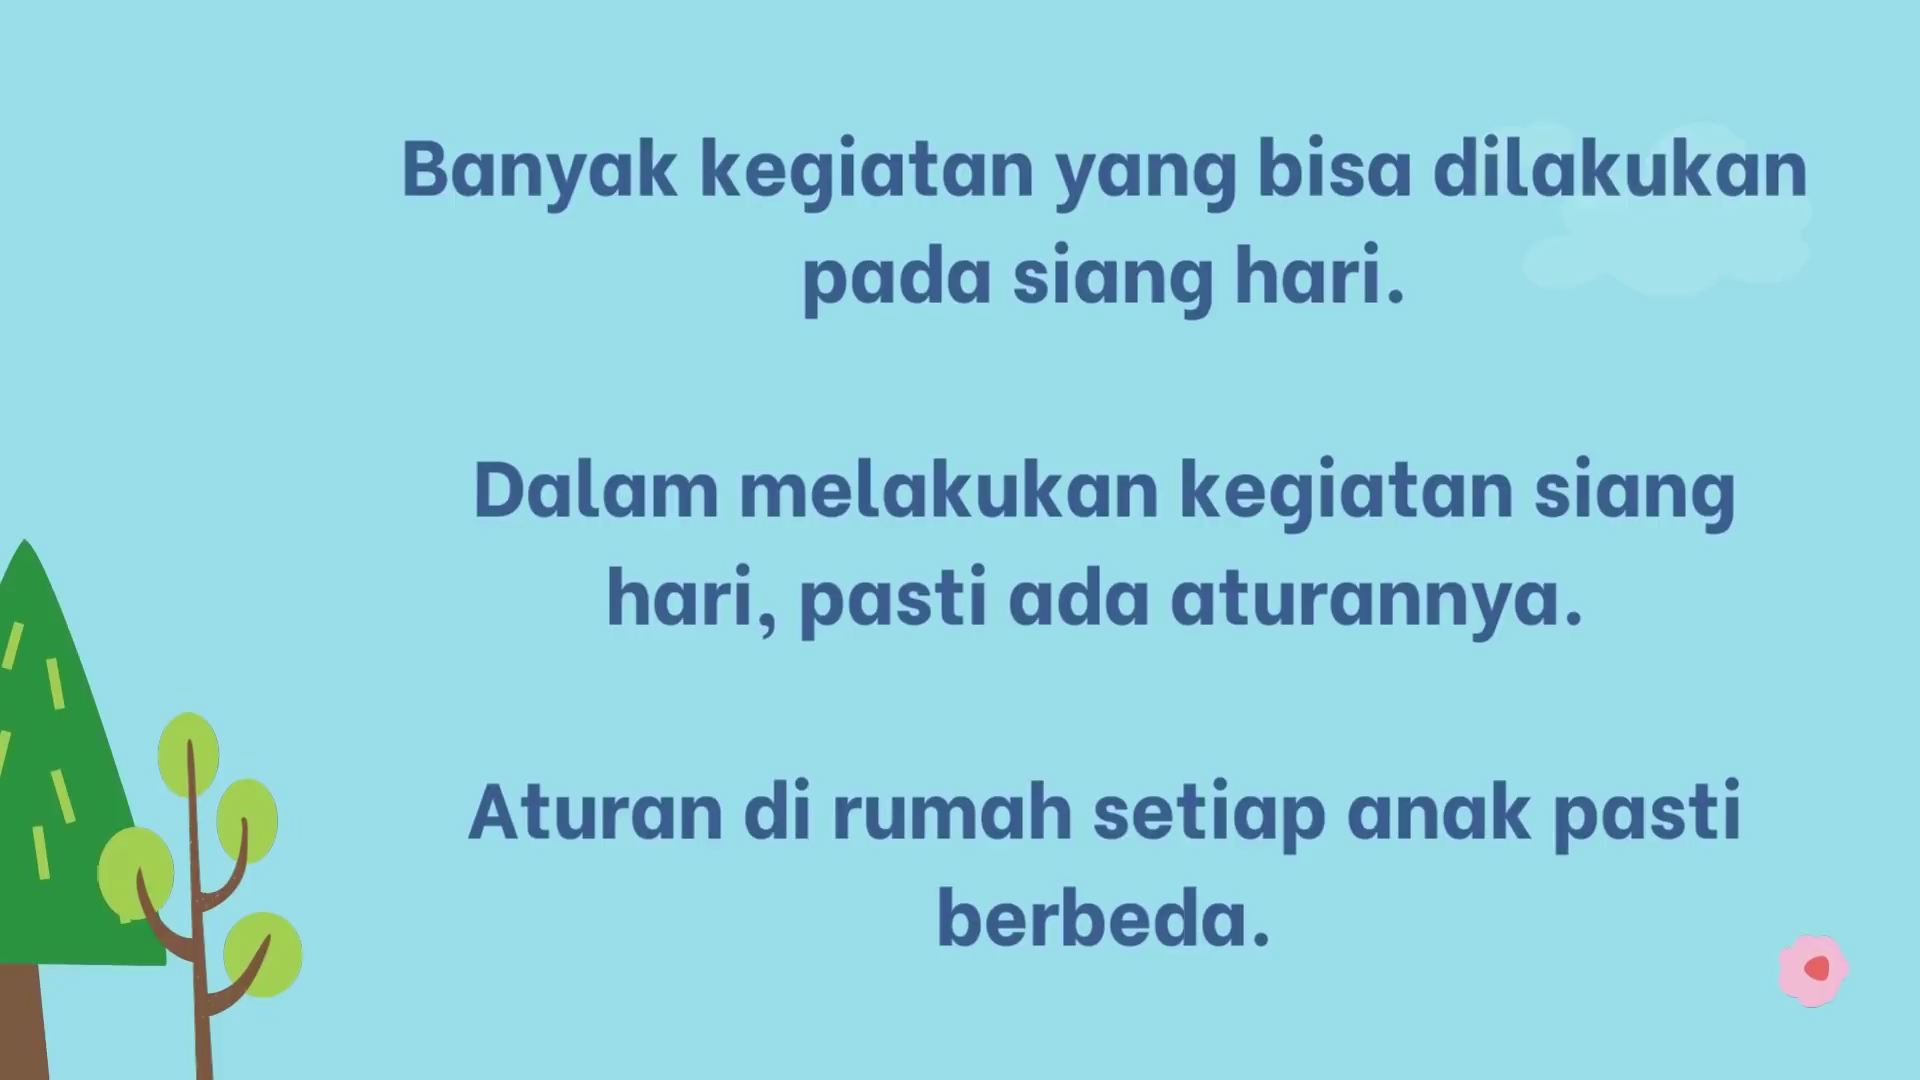 Banyak kegiatan yang bisa dilakukan
pada siang hari.
Dalam melakukan kegiatan siang
hari, pasti ada aturannya.
Aturan di rumah setiap anak pasti
berbeda.